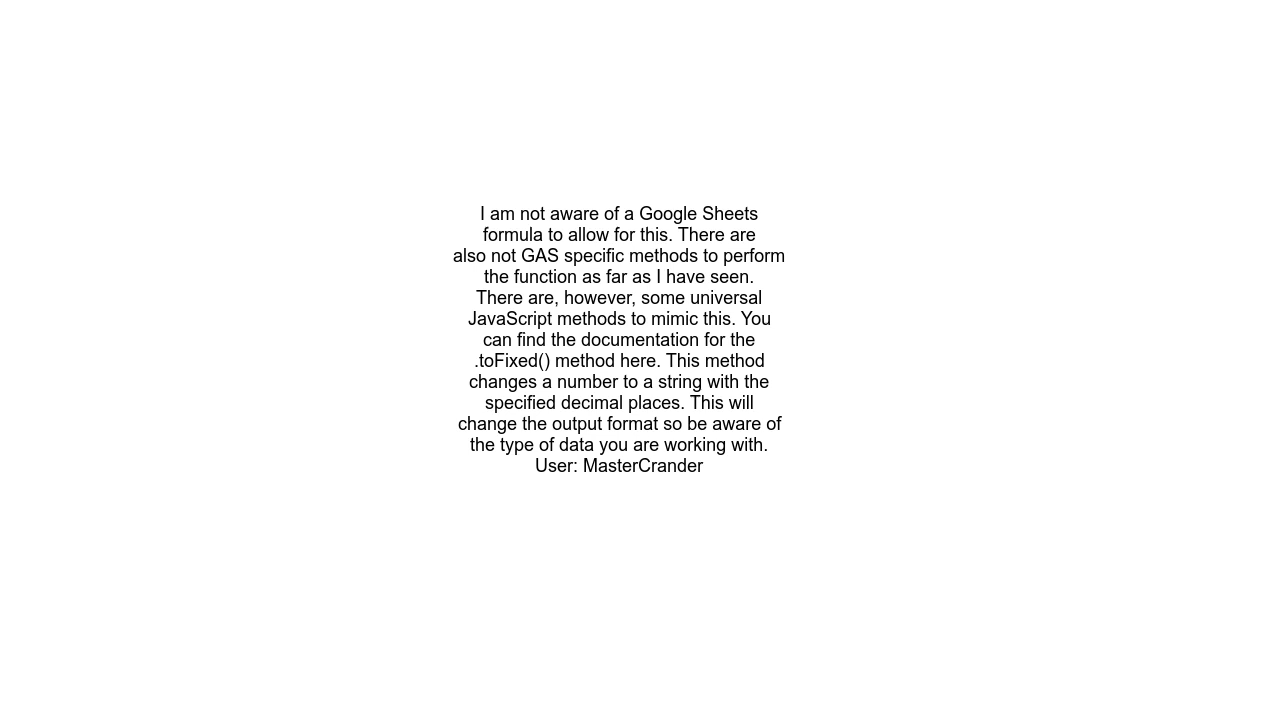 I am not aware of a Google Sheets
formula to allow for this. There are
also not GAS specific methods to perform
the function as far as I have seen.
There are, however, some universal
JavaScript methods to mimic this. You
can find the documentation for the
.toFixed() method here. This method
changes a number to a string with the
specified decimal places. This will
change the output format so be aware of
the type of data you are working with.
User: MasterCrander